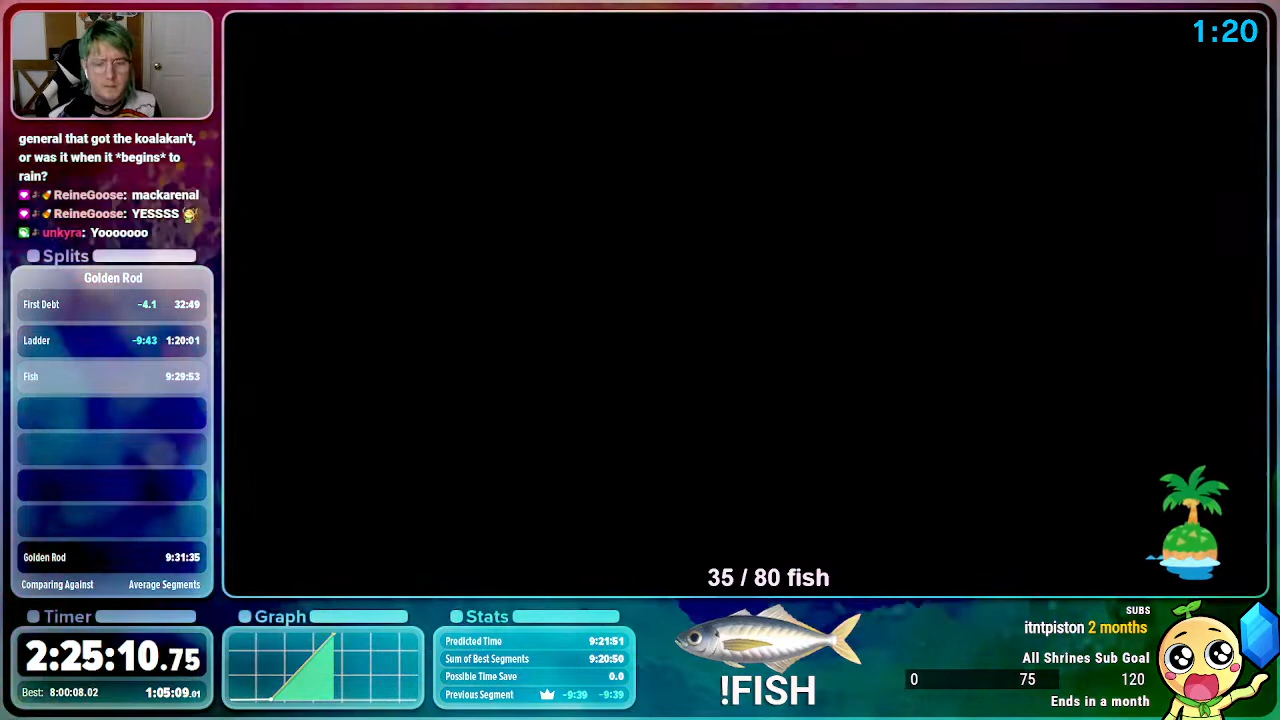 1:20
general that got the koalakan't,
or was it when it *begins* to
rain?
ReineGoose: mackarenal
ReineGoose: YESSSS
unkyra: Yooooooo
Splits
Golden Rod
First Debt -4.1 32:49
Ladder -9:43 1:20:01
Fish 9:29:53
Golden Rod 9:31:35
Comparing Against Average Segments
35 / 80 fish
Timer
2:25:10.75
Best: 8:00:08.02 1:05:09.01
Graph
Stats
Predicted Time 9:21:51
Sum of Best Segments 9:20:50
Possible Time Save 0.0
Previous Segment -9:39 -9:39
!FISH
SUBS
itntpiston 2 months
All Shrines Sub Goal
0 75 120
Ends in a month